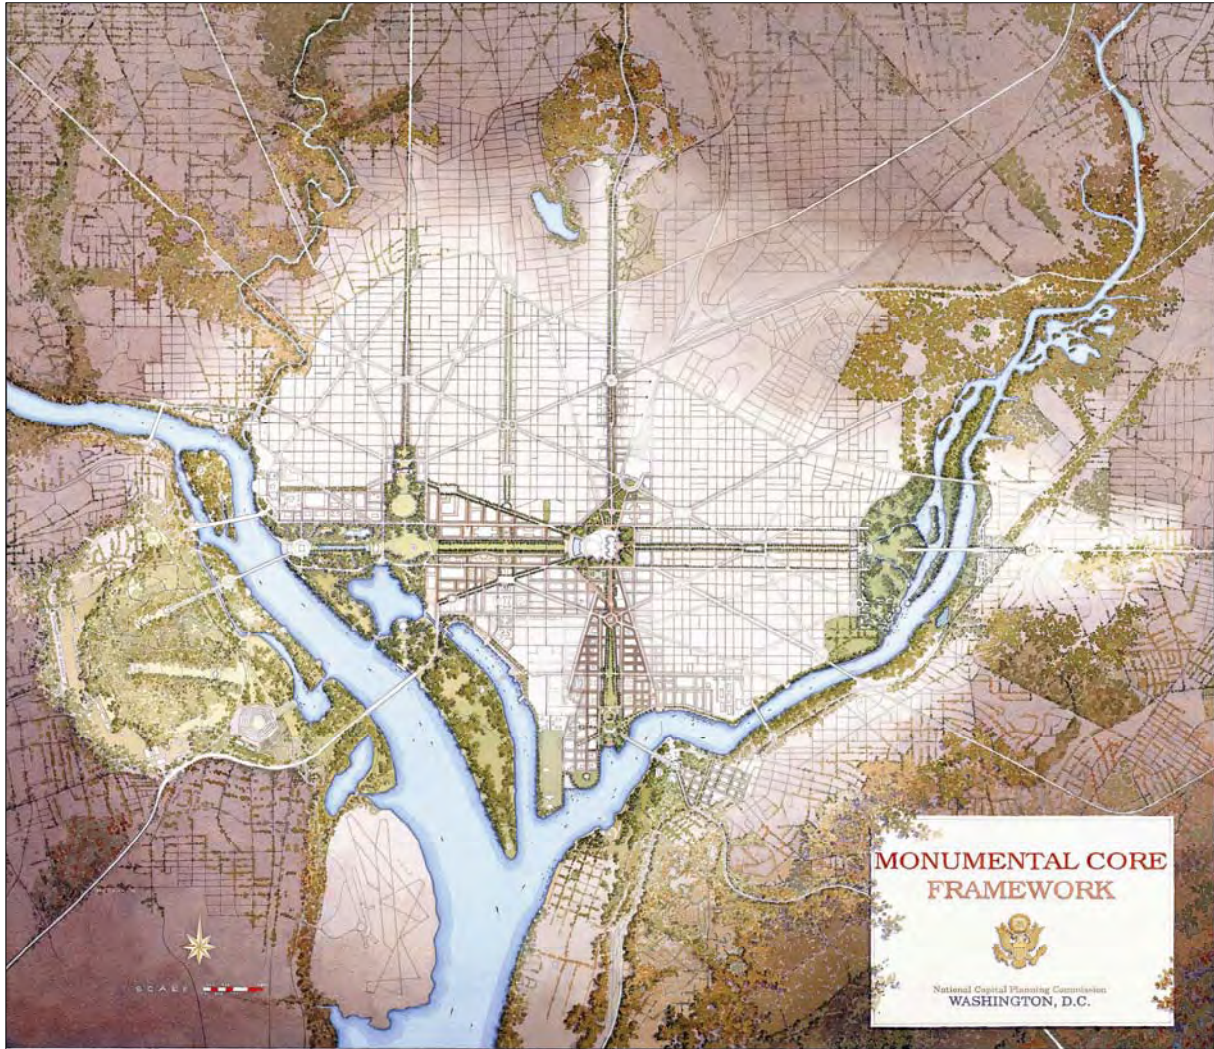 SCALE
MONUMENTAL CORE
FRAMEWORK
National Capital Planning Commission
WASHINGTON, D.C.